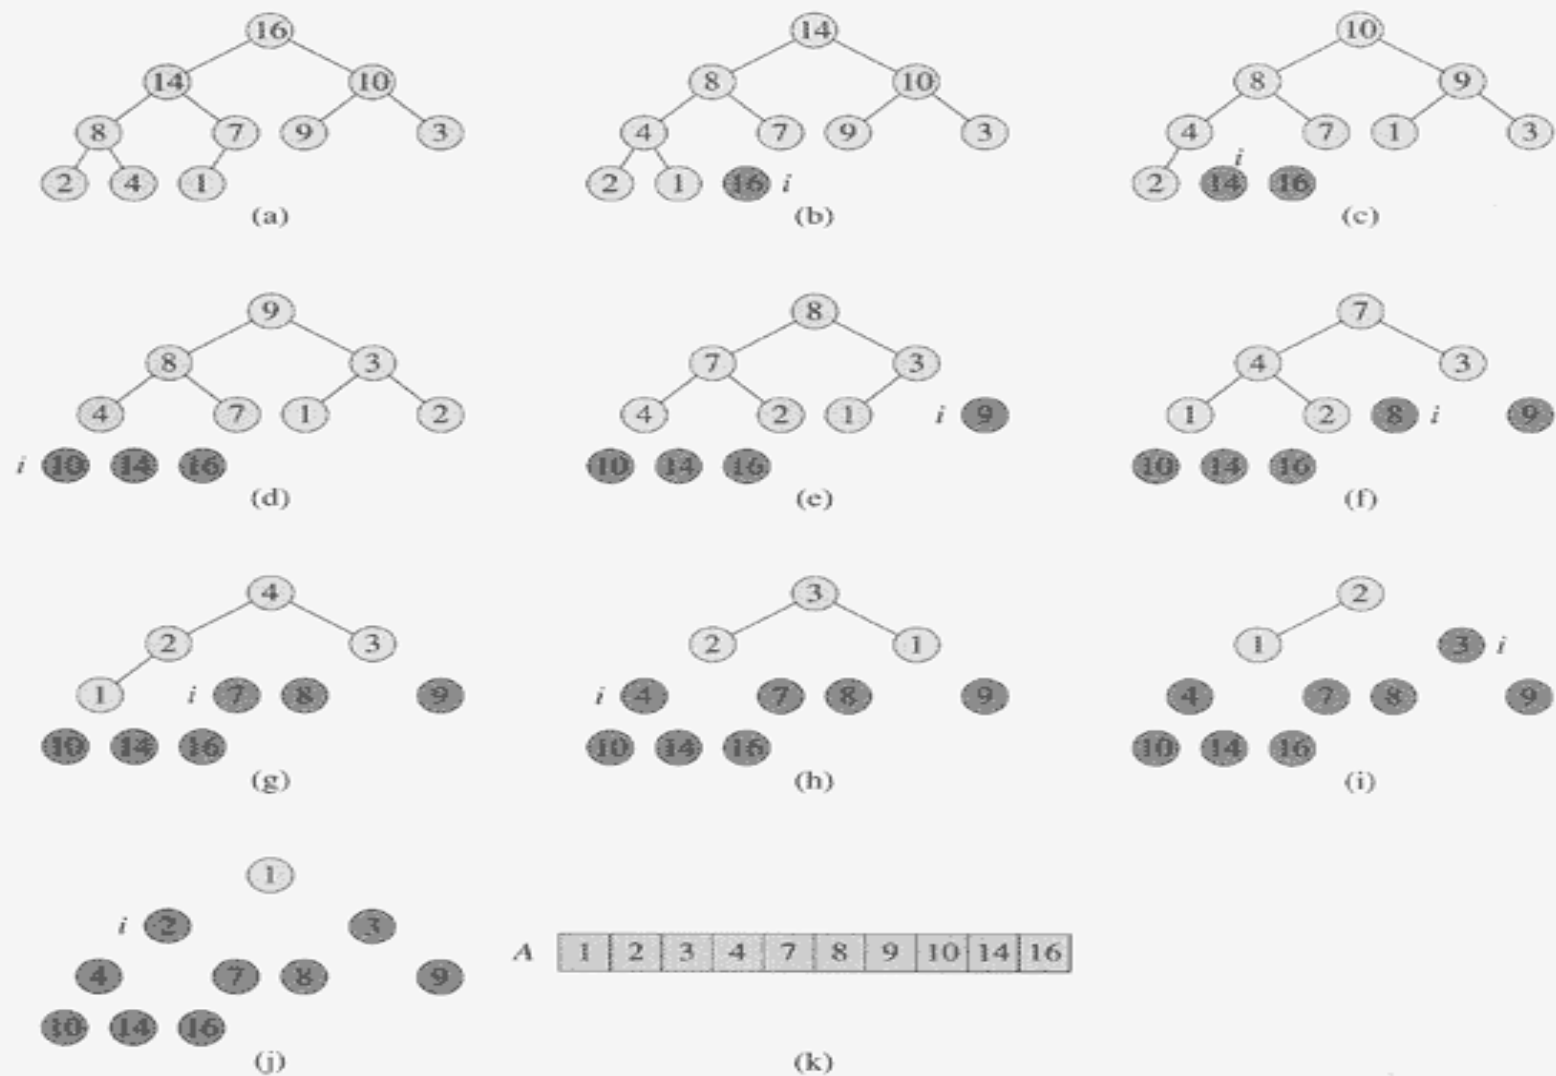 16 14 10
14 10 8 10 8 9
8 7 9 3 4 7 9 3 4 7 1 3
2 4 1 2 1 16 i 2 i 14 16
(a) (b) (c)
9 8 7
8 3 7 3 4 3
4 7 1 2 4 2 1 i 9 1 2 8 i 9
i 10 14 16 10 14 16 10 14 16
(d) (e) (f)
4 3 2
2 3 2 1 1 3 i
1 i 7 8 9 i 4 7 8 9 4 7 8 9
10 14 16 10 14 16 10 14 16
(g) (h) (i)
1
i 2 3
4 7 8 9
A 1 2 3 4 7 8 9 10 14 16
10 14 16
(j) (k)